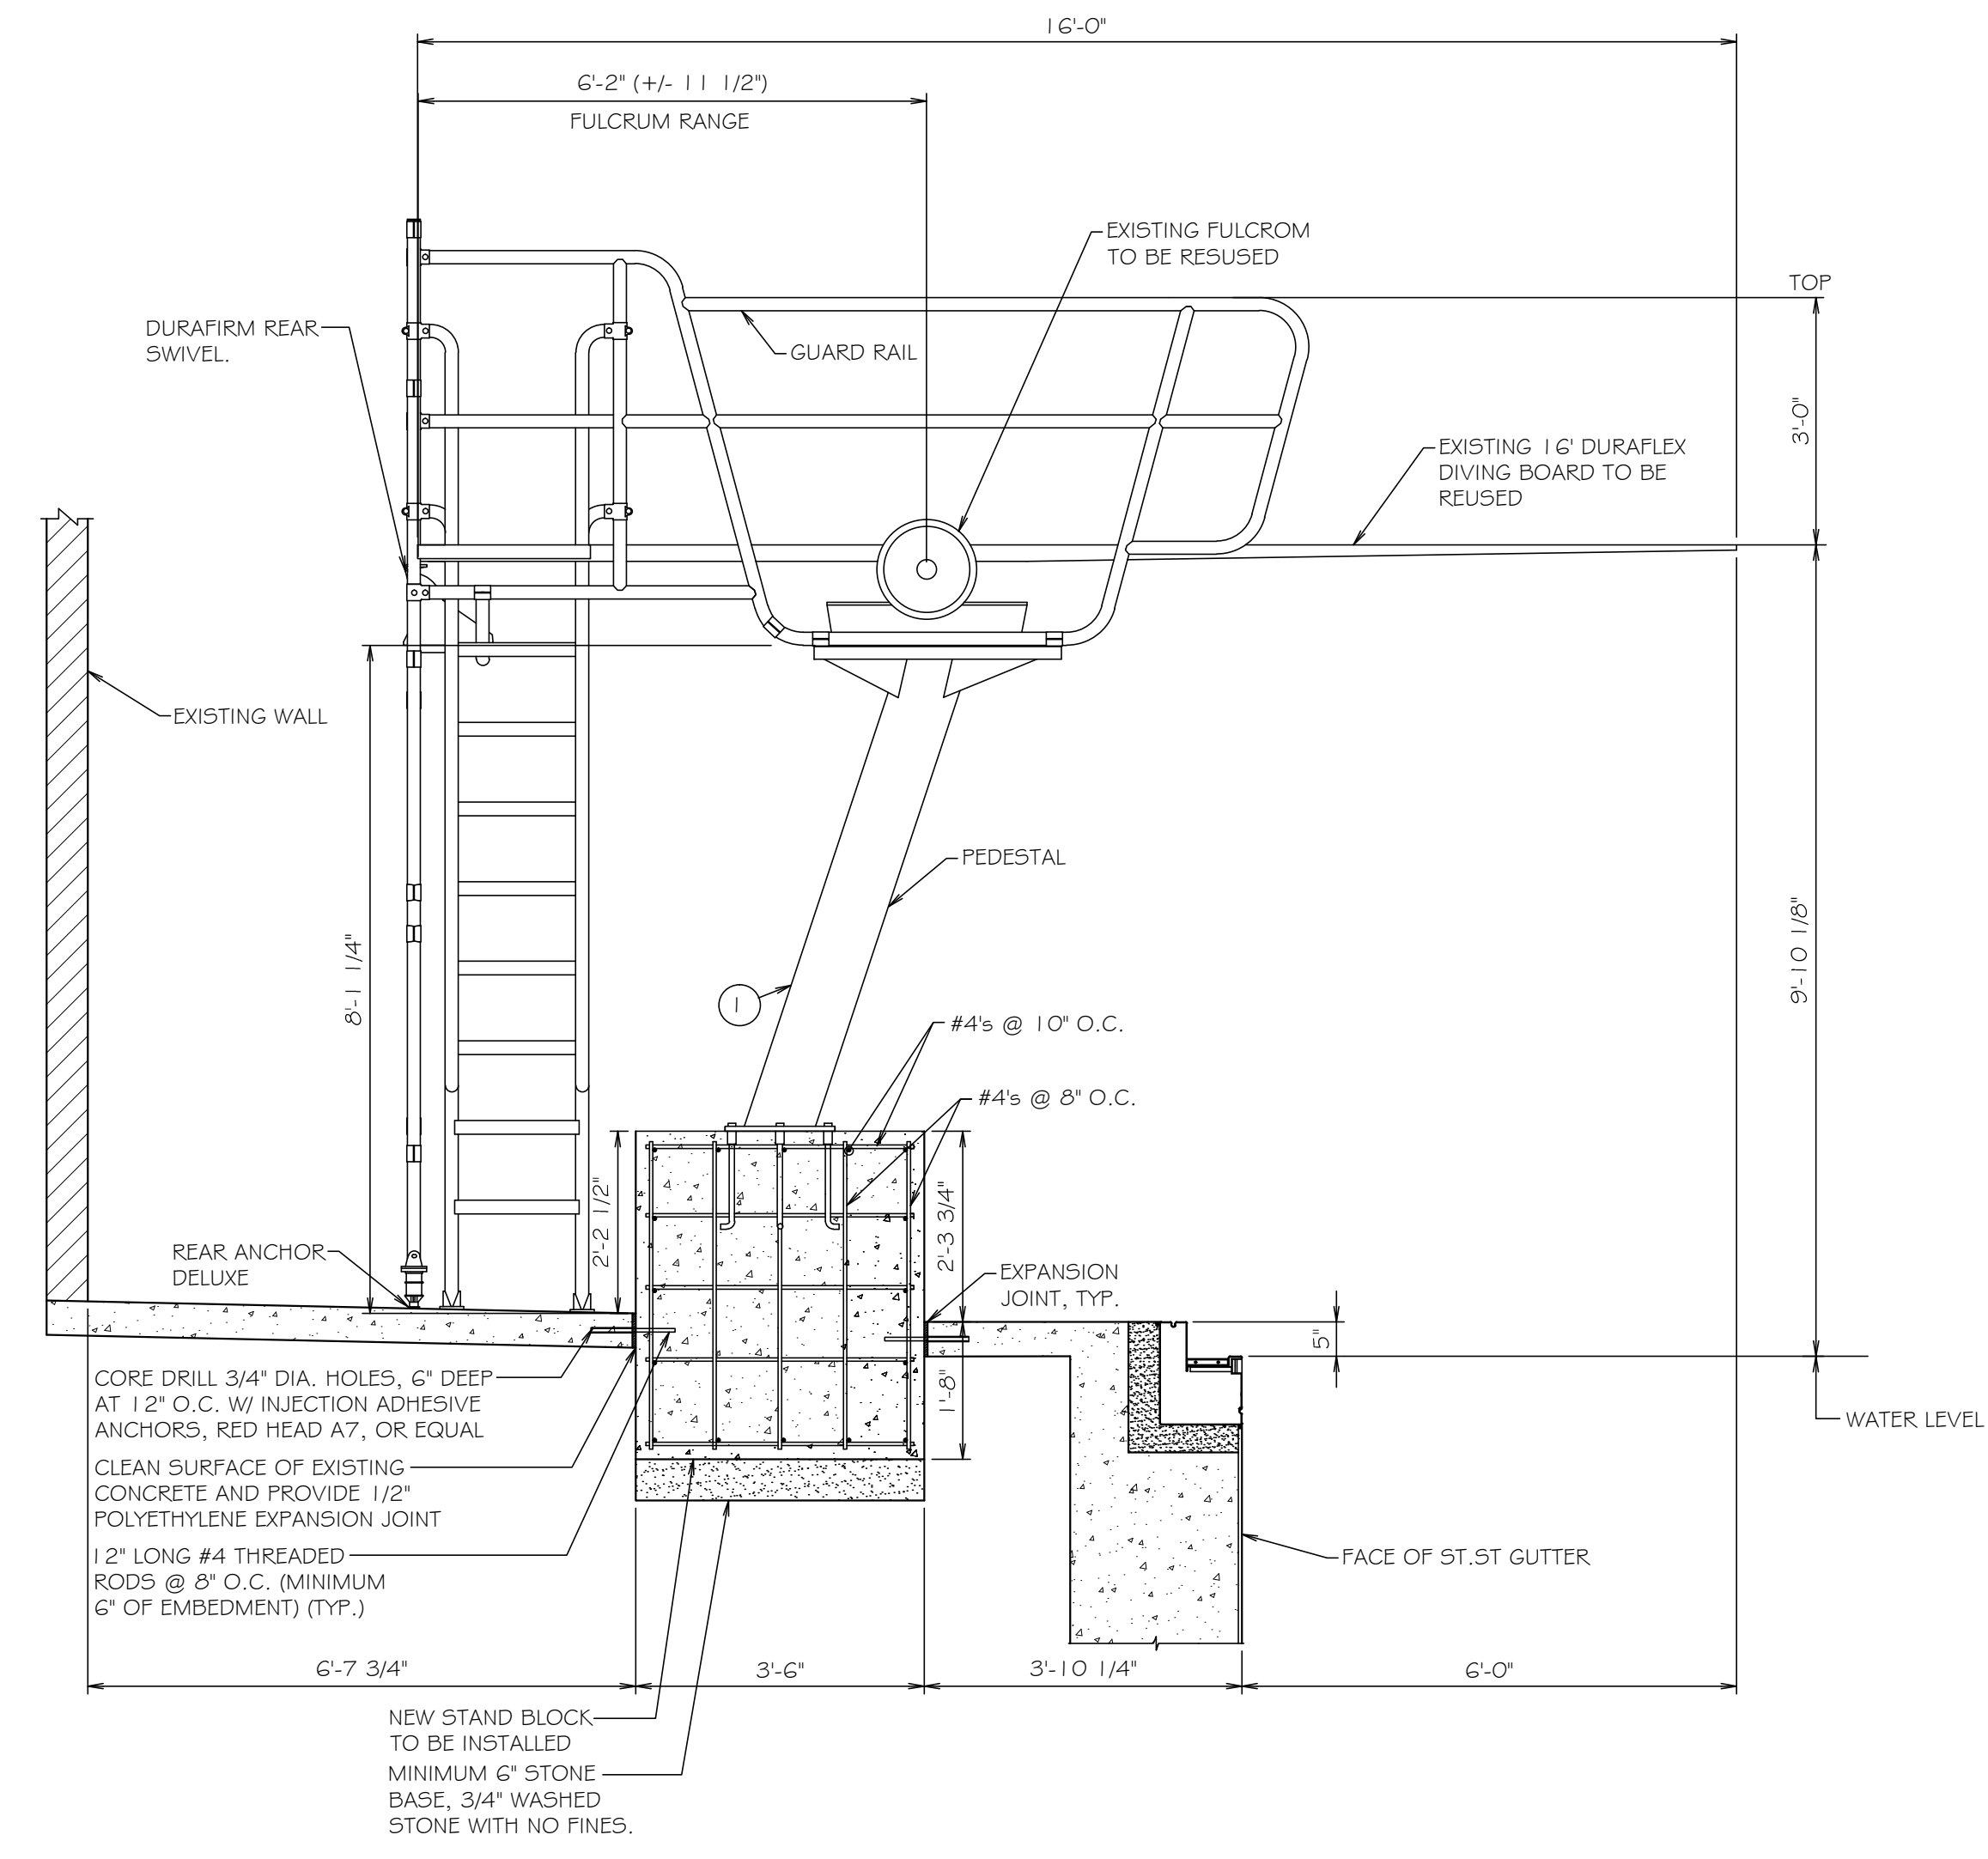 16'-0"
6'-2" (+/- 11 1/2")
FULCRUM RANGE
EXISTING FULCROM
TO BE RESUSED
TOP
DURAFIRM REAR
SWIVEL.
GUARD RAIL
3'-0"
EXISTING 16' DURAFLEX
DIVING BOARD TO BE
REUSED
EXISTING WALL
PEDESTAL
8'-1 1/4"
9'-10 1/8"
1
#4's @ 10" O.C.
#4's @ 8" O.C.
2'-2 1/2"
2'-3 3/4"
REAR ANCHOR
DELUXE
EXPANSION
JOINT, TYP.
5"
1'-8"
CORE DRILL 3/4" DIA. HOLES, 6" DEEP
AT 12" O.C. W/ INJECTION ADHESIVE
ANCHORS, RED HEAD A7, OR EQUAL
WATER LEVEL
CLEAN SURFACE OF EXISTING
CONCRETE AND PROVIDE 1/2"
POLYETHYLENE EXPANSION JOINT
12" LONG #4 THREADED
RODS @ 8" O.C. (MINIMUM
6" OF EMBEDMENT) (TYP.)
FACE OF ST.ST GUTTER
6'-7 3/4"
3'-6"
3'-10 1/4"
6'-0"
NEW STAND BLOCK
TO BE INSTALLED
MINIMUM 6" STONE
BASE, 3/4" WASHED
STONE WITH NO FINES.